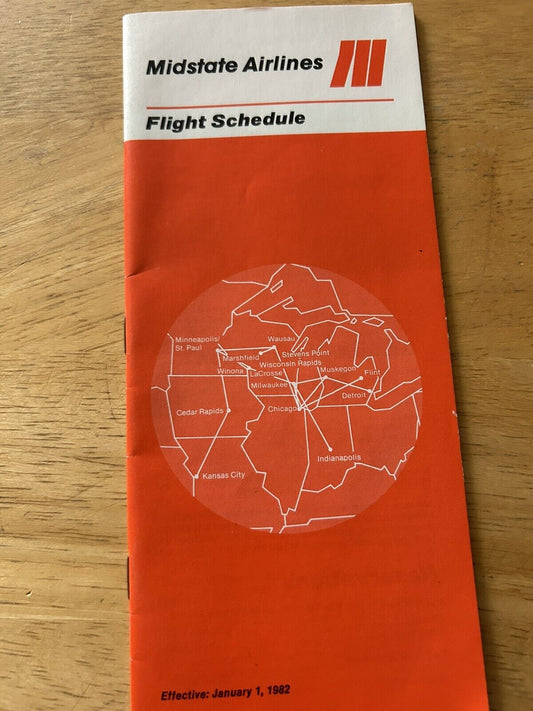 Midstate Airlines
Flight Schedule
Minneapolis/
St. Paul
Wausau
Marshfield
Stevens Point
Wisconsin Rapids
Winona
LaCrosse
Muskegon
Flint
Milwaukee
Detroit
Cedar Rapids
Chicago
Indianapolis
Kansas City
Effective: January 1, 1982